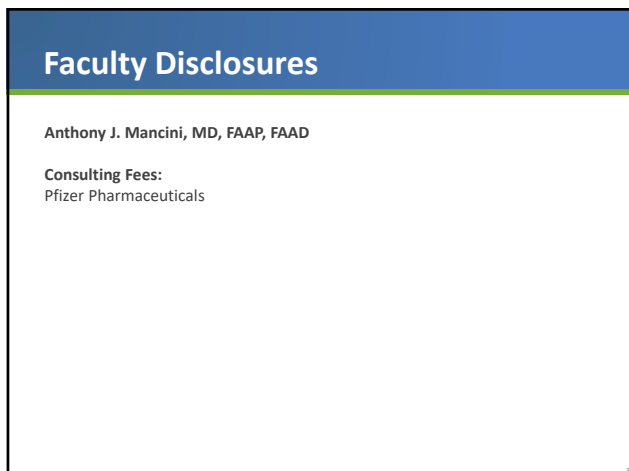 Faculty Disclosures
Anthony J. Mancini, MD, FAAP, FAAD
Consulting Fees:
Pfizer Pharmaceuticals